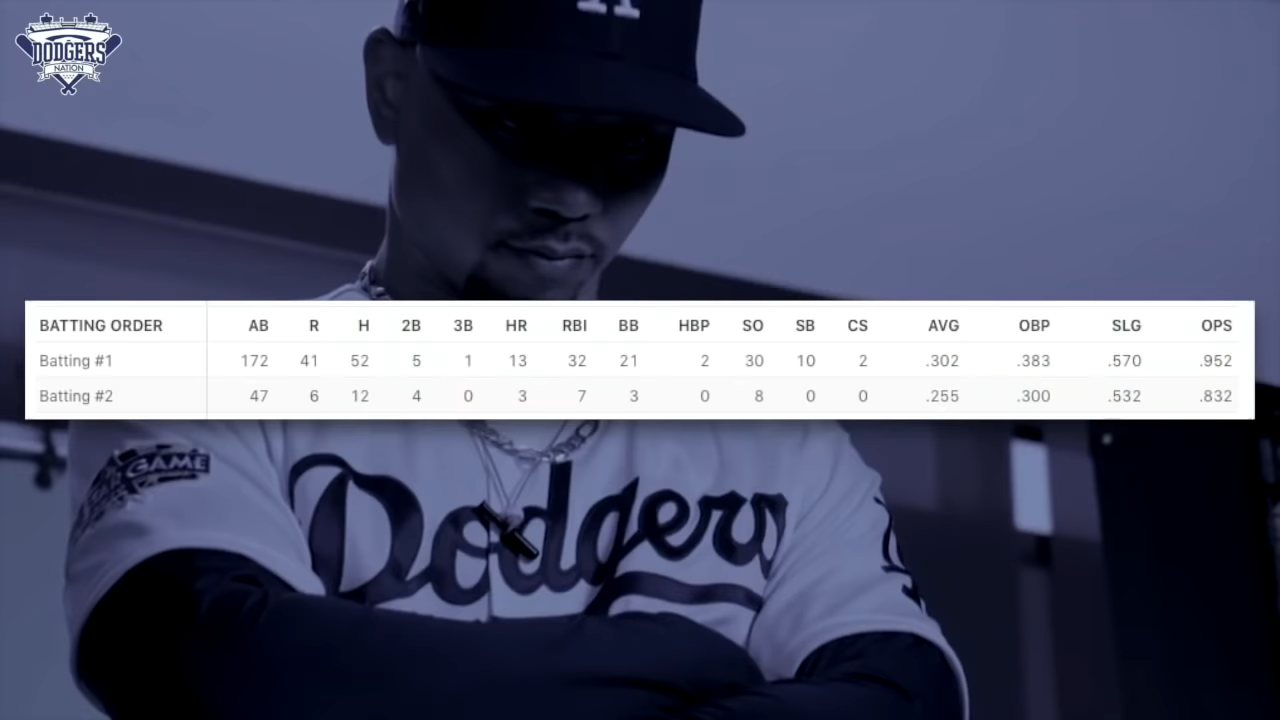 DODGERS
NATION
BATTING ORDER AB R H 2B 3B HR RBI BB HBP SO SB CS AVG OBP SLG OPS
Batting #1 172 41 52 5 1 13 32 21 2 30 10 2 .302 .383 .570 .952
Batting #2 47 6 12 4 0 3 7 3 0 8 0 0 .255 .300 .532 .832
GAME
Dodgers